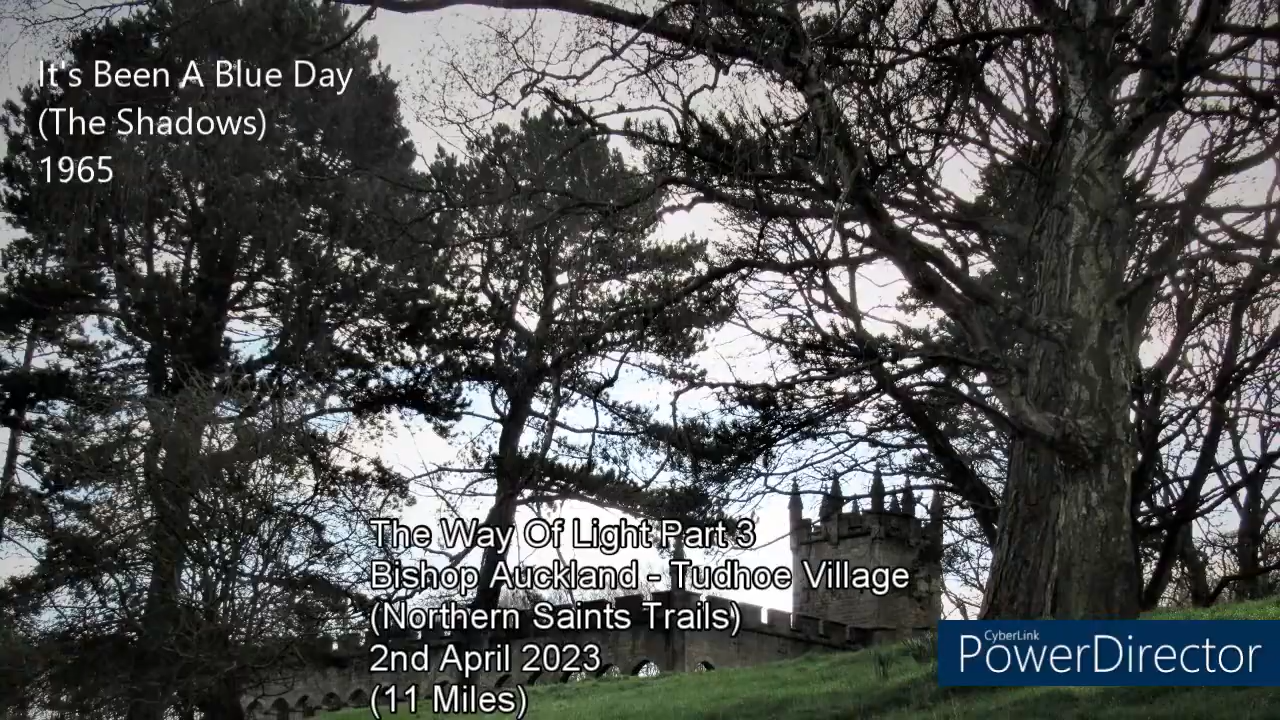 It's Been A Blue Day
(The Shadows)
1965
The Way Of Light Part 3
Bishop Auckland - Tudhoe Village
(Northern Saints Trails)
2nd April 2023
(11 Miles)
CyberLink
PowerDirector